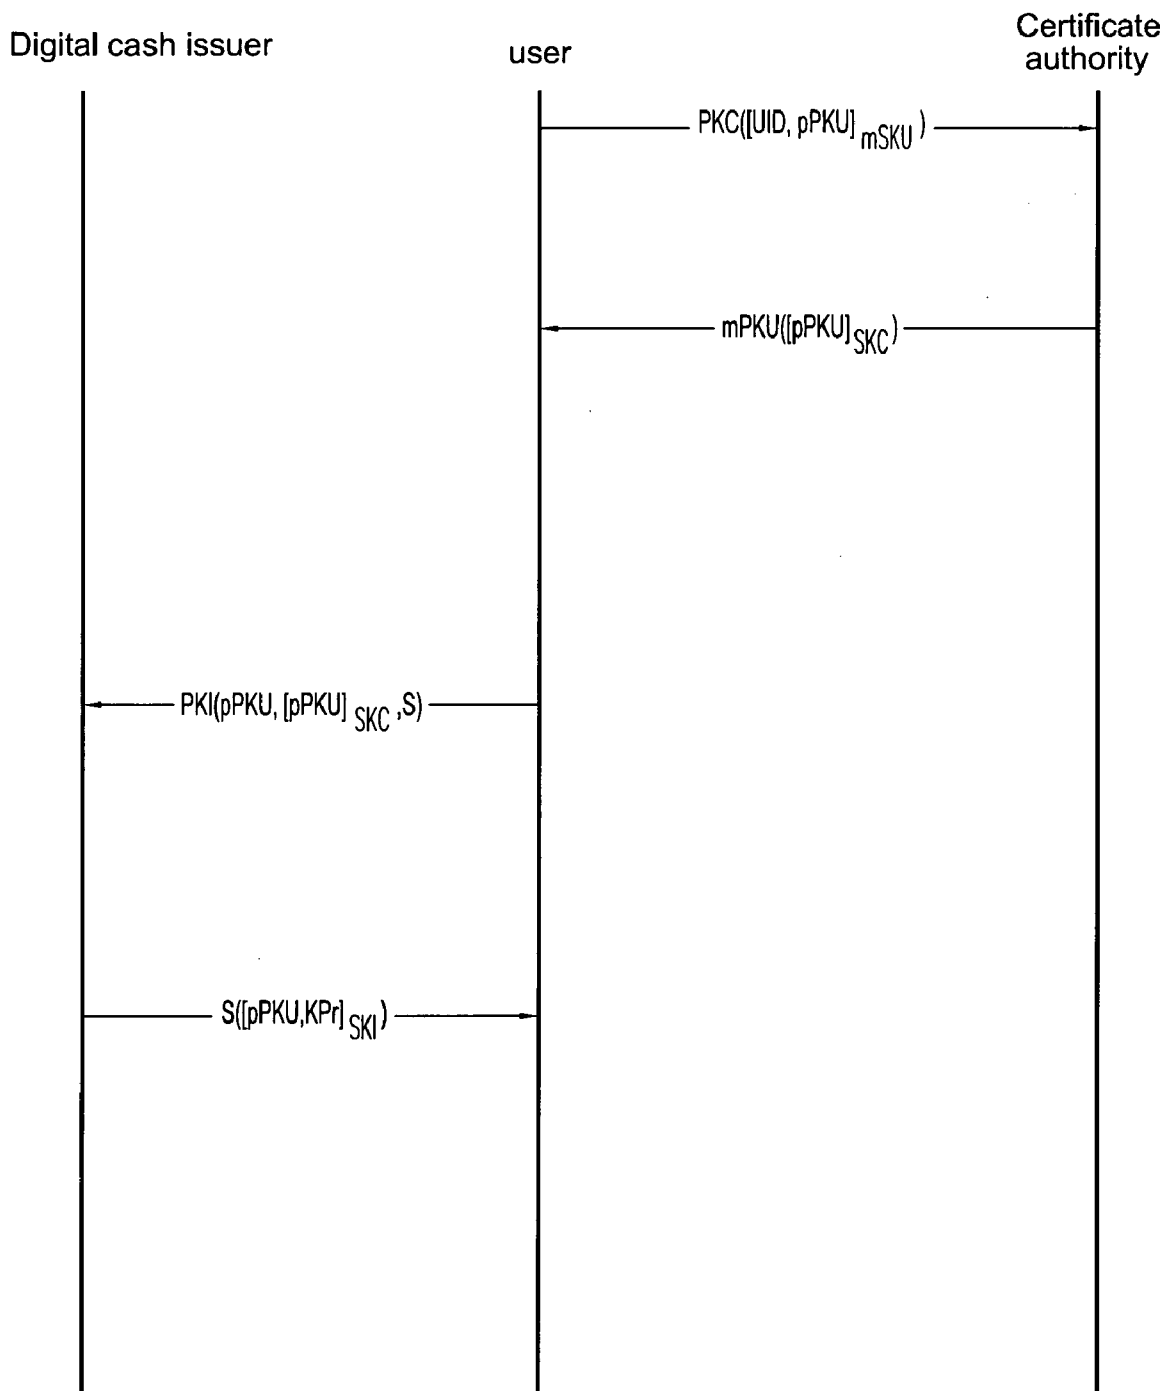 Digital cash issuer
user
Certificate
authority
PKC([UID, pPKU] mSKU)
mPKU([pPKU]SKC)
PKI(pPKU, [pPKU] SKC ,S)
S([pPKU,KPr] SKI)